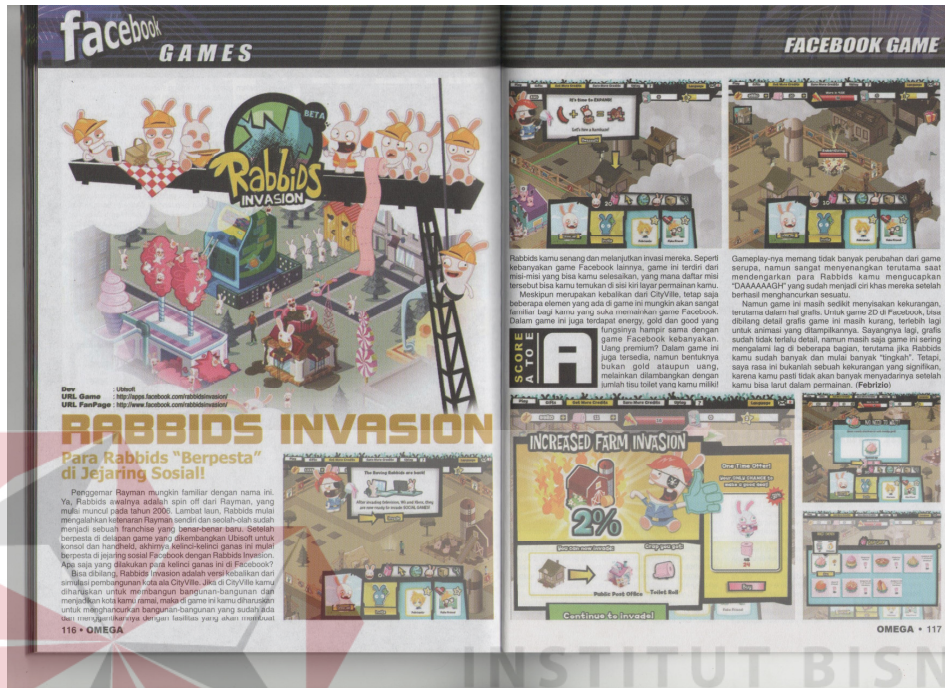 facebook
GAMES
FACEBOOK GAME
BETA
Rabbids
INVASION
Dev : Ubisoft
URL Game : http://apps.facebook.com/rabbidsinvasion/
URL FanPage : http://www.facebook.com/rabbidsinvasion/
RABBIDS INVASION
Para Rabbids "Berpesta"
di Jejaring Sosial!
Penggemar Rayman mungkin familiar dengan nama ini.
Ya, Rabbids awalnya adalah spin off dari Rayman, yang
mulai muncul pada tahun 2006. Lambat laun, Rabbids mulai
mengalahkan ketenaran Rayman sendiri dan seolah-olah sudah
menjadi sebuah franchise yang benar-benar baru. Setelah
berpesta di delapan game yang dikembangkan Ubisoft untuk
konsol dan handheld, akhirnya kelinci-kelinci ganas ini mulai
berpesta di jejaring sosial Facebook dengan Rabbids Invasion.
Apa saja yang dilakukan para kelinci ganas ini di Facebook?
Bisa dibilang, Rabbids Invasion adalah versi kebalikan dari
simulasi pembangunan kota ala CityVille. Jika di CityVille kamu
diharuskan untuk membangun bangunan-bangunan dan
menjadikan kota kamu ramai, maka di game ini kamu diharuskan
untuk menghancurkan bangunan-bangunan yang sudah ada
dan menggantikannya dengan fasilitas yang akan membuat
116 • OMEGA
It's time to EXPAND!
Rabbids kamu senang dan melanjutkan invasi mereka. Seperti
kebanyakan game Facebook lainnya, game ini terdiri dari
misi-misi yang bisa kamu selesaikan, yang mana daftar misi
tersebut bisa kamu temukan di sisi kiri layar permainan kamu.
Meskipun merupakan kebalikan dari CityVille, tetap saja
beberapa elemen yang ada di game ini mungkin akan sangat
familiar bagi kamu yang suka memainkan game Facebook.
Dalam game ini juga terdapat energy, gold dan good yang
fungsinya hampir sama dengan
game Facebook kebanyakan.
Uang premium? Dalam game ini
juga tersedia, namun bentuknya
bukan gold ataupun uang,
melainkan dilambangkan dengan
jumlah tisu toilet yang kamu miliki!
SCORE
A TO E
A
Gameplay-nya memang tidak banyak perubahan dari game
serupa, namun sangat menyenangkan terutama saat
mendengarkan para Rabbids kamu mengucapkan
"DAAAAAAGH" yang sudah menjadi ciri khas mereka setelah
berhasil menghancurkan sesuatu.
Namun game ini masih sedikit menyisakan kekurangan,
terutama dalam hal grafis. Untuk game 2D di Facebook, bisa
dibilang detail grafis game ini masih kurang, terlebih lagi
untuk animasi yang ditampilkannya. Sayangnya lagi, grafis
sudah tidak terlalu detail, namun masih saja game ini sering
mengalami lag di beberapa bagian, terutama jika Rabbids
kamu sudah banyak dan mulai banyak "tingkah". Tetapi,
saya rasa ini bukanlah sebuah kekurangan yang signifikan,
karena kamu pasti tidak akan banyak menyadarinya setelah
kamu bisa larut dalam permainan. (Febrizio)
The Boring Rabbids are back!
INCREASED FARM INVASION
2%
One Time Offer!
You can now invade!
Public Post Office
Toilet Roll
Continue to invade!
OMEGA • 117
INSTITUT BISN